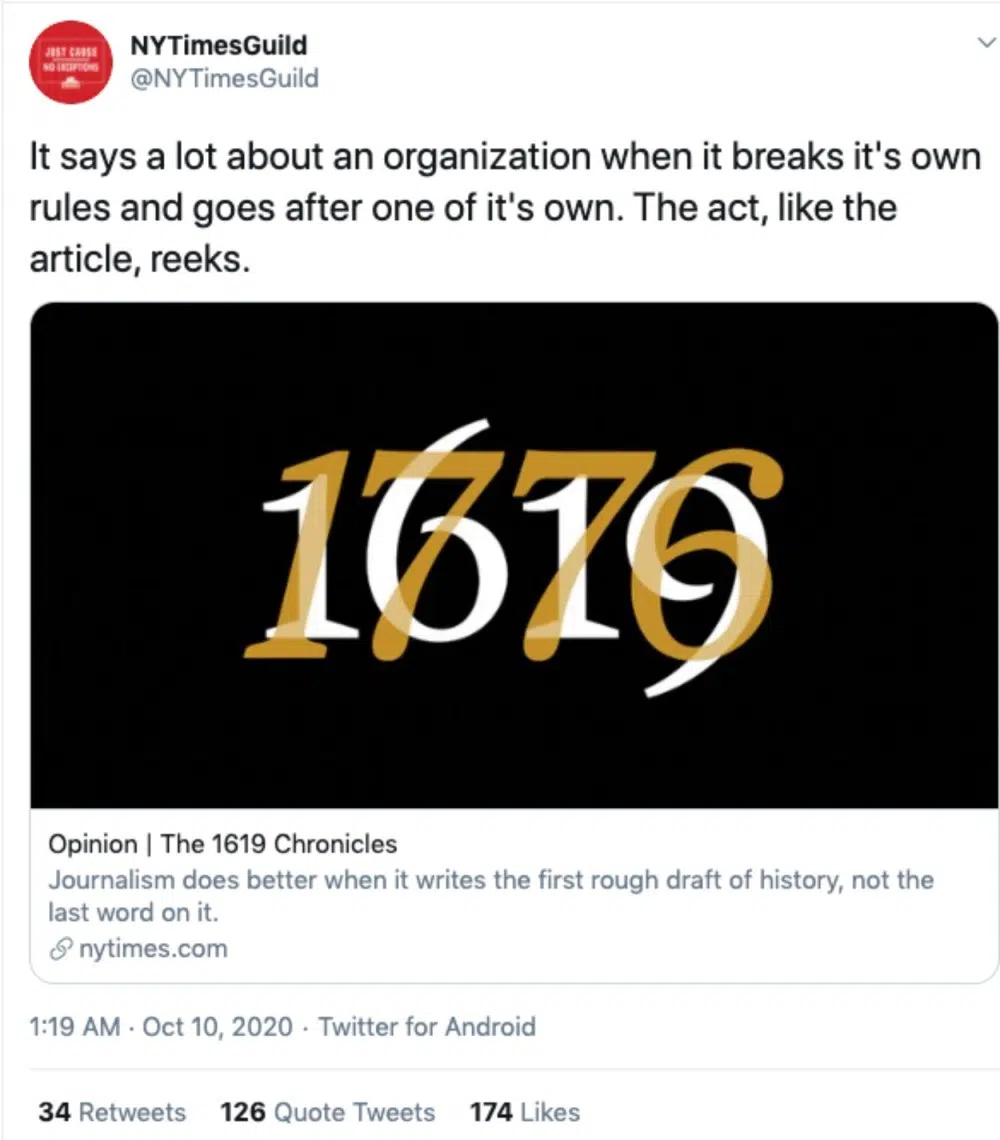 JUST CAUSE
NO EXCEPTIONS
NYTimesGuild
@NYTimesGuild
It says a lot about an organization when it breaks it's own
rules and goes after one of it's own. The act, like the
article, reeks.
1776
1619
Opinion | The 1619 Chronicles
Journalism does better when it writes the first rough draft of history, not the
last word on it.
nytimes.com
1:19 AM · Oct 10, 2020 · Twitter for Android
34 Retweets 126 Quote Tweets 174 Likes